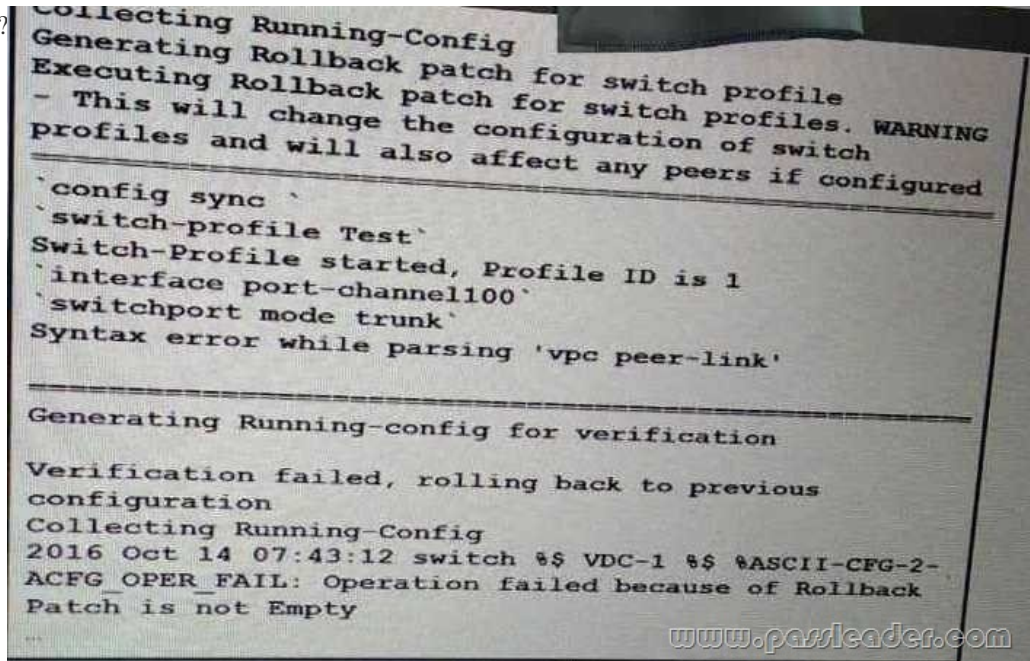 ?
Collecting Running-Config
Generating Rollback patch for switch profile
Executing Rollback patch for switch profiles. WARNING
- This will change the configuration of switch
profiles and will also affect any peers if configured
============================================================
`config sync `
`switch-profile Test`
Switch-Profile started, Profile ID is 1
`interface port-channel100`
`switchport mode trunk`
Syntax error while parsing 'vpc peer-link'
============================================================
Generating Running-config for verification
Verification failed, rolling back to previous
configuration
Collecting Running-Config
2016 Oct 14 07:43:12 switch %$ VDC-1 %$ %ASCII-CFG-2-
ACFG_OPER_FAIL: Operation failed because of Rollback
Patch is not Empty
...
www.passleader.com